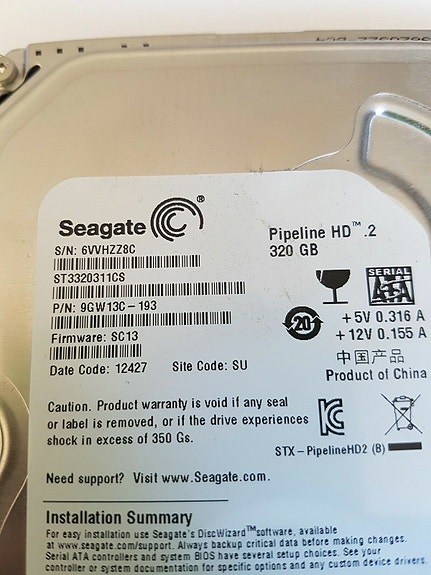 Seagate®
Pipeline HD™ .2
320 GB
S/N: 6VVHZZ8C
ST3320311CS
P/N: 9GW13C-193
Firmware: SC13
Date Code: 12427 Site Code: SU
SERIAL
ATA
20
+5V 0.316 A
+12V 0.155 A
中国产品
Product of China
Caution. Product warranty is void if any seal
or label is removed, or if the drive experiences
shock in excess of 350 Gs.
STX-PipelineHD2 (B)
Need support? Visit www.Seagate.com.
Installation Summary
For easy installation use Seagate's DiscWizard™ software, available
at www.seagate.com/support. Always backup critical data before making changes.
Serial ATA controllers and system BIOS have several setup choices. See your
controller or system documentation for specific options and any custom device drivers.